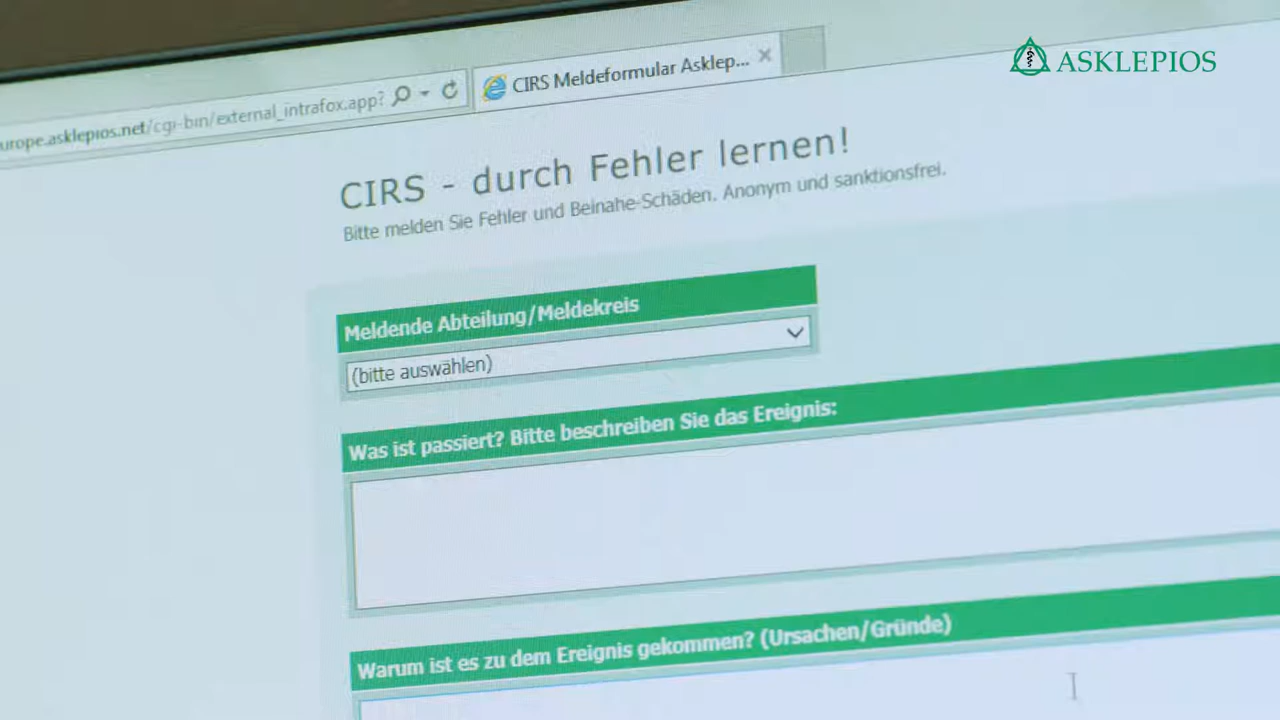 ASKLEPIOS
urope.asklepios.net/cgi-bin/external_intrafox.app?
CIRS Meldeformular Asklep...
CIRS - durch Fehler lernen!
Bitte melden Sie Fehler und Beinahe-Schäden. Anonym und sanktionsfrei.
Meldende Abteilung/Meldekreis
(bitte auswählen)
Was ist passiert? Bitte beschreiben Sie das Ereignis:
Warum ist es zu dem Ereignis gekommen? (Ursachen/Gründe)